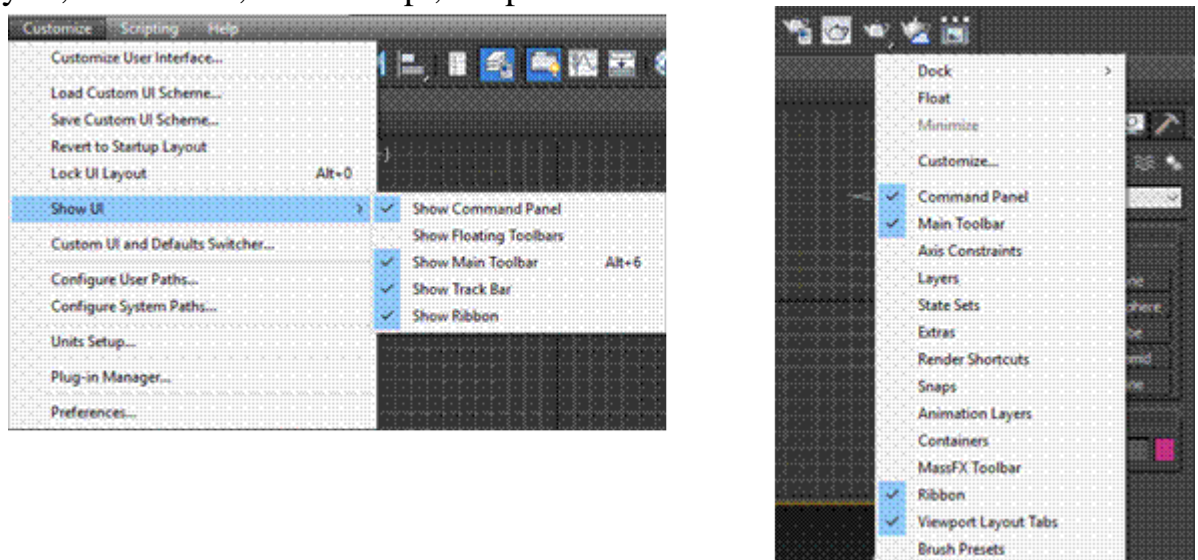 Customize Scripting Help
Customize User Interface...
Load Custom UI Scheme...
Save Custom UI Scheme...
Revert to Startup Layout
Lock UI Layout Alt+0
Show UI
Custom UI and Defaults Switcher...
Configure User Paths...
Configure System Paths...
Units Setup...
Plug-in Manager...
Preferences...
Show Command Panel
Show Floating Toolbars
Show Main Toolbar Alt+6
Show Track Bar
Show Ribbon
Dock
Float
Minimize
Customize...
Command Panel
Main Toolbar
Axis Constraints
Layers
State Sets
Extras
Render Shortcuts
Snaps
Animation Layers
Containers
MassFX Toolbar
Ribbon
Viewport Layout Tabs
Brush Presets